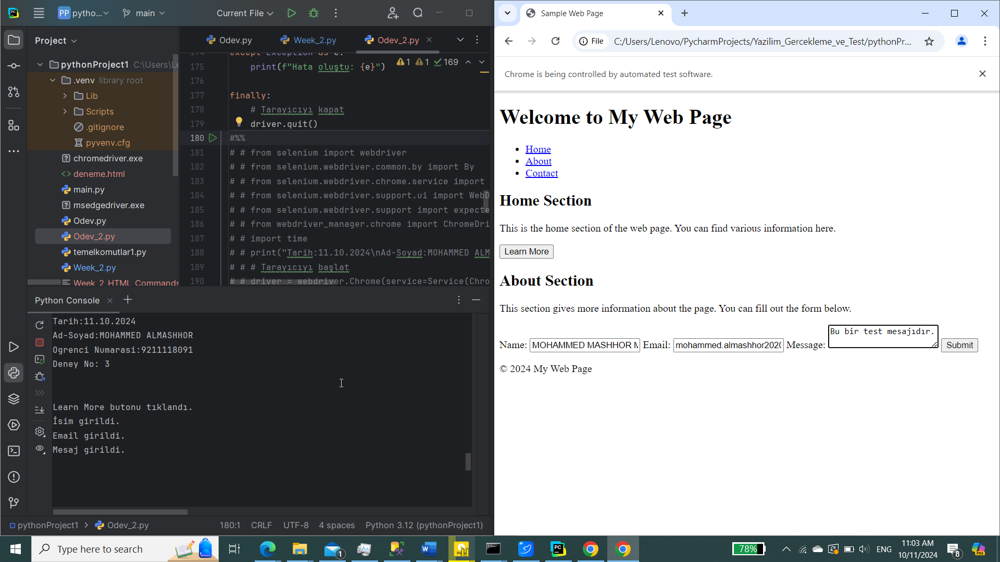 PP pytho...
main
Current File
Project
Odev.py
Week_2.py
Odev_2.py
pythonProject1 C:\Users\Le
.venv library root
Lib
Scripts
.gitignore
pyvenv.cfg
chromedriver.exe
deneme.html
main.py
msedgedriver.exe
Odev.py
Odev_2.py
temelkomutlar1.py
Week_2.py
Week_2_HTML_Commands
1 1 169
174 except Exception as e:
175 print(f"Hata oluştu: {e}")
176
177 finally:
178 # Tarayıcıyı kapat
179 driver.quit()
180 #%%
181 # # from selenium import webdriver
182 # # from selenium.webdriver.common.by import By
183 # # from selenium.webdriver.chrome.service import
184 # # from selenium.webdriver.support.ui import WebD
185 # # from selenium.webdriver.support import expecte
186 # # from webdriver_manager.chrome import ChromeDri
187 # # import time
188 # # print("Tarih:11.10.2024\nAd-Soyad:MOHAMMED ALM
189 # # # Tarayıcıyı başlat
190 # # driver = webdriver.Chrome(service=Service(Chro
Python Console
Tarih:11.10.2024
Ad-Soyad:MOHAMMED ALMASHHOR
Ogrenci Numarasi:9211118091
Deney No: 3
Learn More butonu tıklandı.
İsim girildi.
Email girildi.
Mesaj girildi.
pythonProject1 > Odev_2.py
180:1 CRLF UTF-8 4 spaces Python 3.12 (pythonProject1)
Sample Web Page
File C:/Users/Lenovo/PycharmProjects/Yazilim_Gercekleme_ve_Test/pythonPr...
Chrome is being controlled by automated test software.
Welcome to My Web Page
Home
About
Contact
Home Section
This is the home section of the web page. You can find various information here.
Learn More
About Section
This section gives more information about the page. You can fill out the form below.
Name: MOHAMMED MASHHOR M Email: mohammed.almashhor202( Message: Bu bir test mesajıdır. Submit
© 2024 My Web Page
Type here to search
1
78%
ENG
11:03 AM
10/11/2024
8
PRE